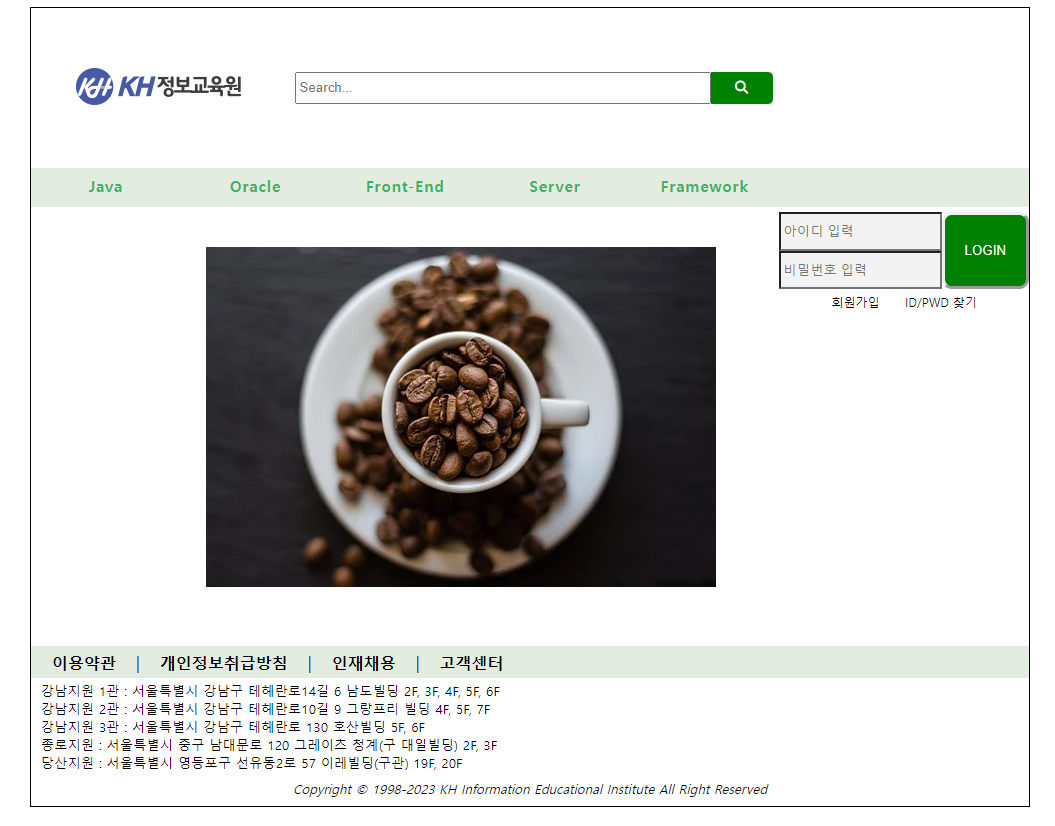 KH KH 정보교육원
Search...
Java Oracle Front-End Server Framework
아이디 입력
비밀번호 입력
LOGIN
회원가입 ID/PWD 찾기
이용약관 | 개인정보취급방침 | 인재채용 | 고객센터
강남지원 1관 : 서울특별시 강남구 테헤란로14길 6 남도빌딩 2F, 3F, 4F, 5F, 6F
강남지원 2관 : 서울특별시 강남구 테헤란로10길 9 그랑프리 빌딩 4F, 5F, 7F
강남지원 3관 : 서울특별시 강남구 테헤란로 130 호산빌딩 5F, 6F
종로지원 : 서울특별시 중구 남대문로 120 그레이츠 청계(구 대일빌딩) 2F, 3F
당산지원 : 서울특별시 영등포구 선유동2로 57 이레빌딩(구관) 19F, 20F
Copyright © 1998-2023 KH Information Educational Institute All Right Reserved